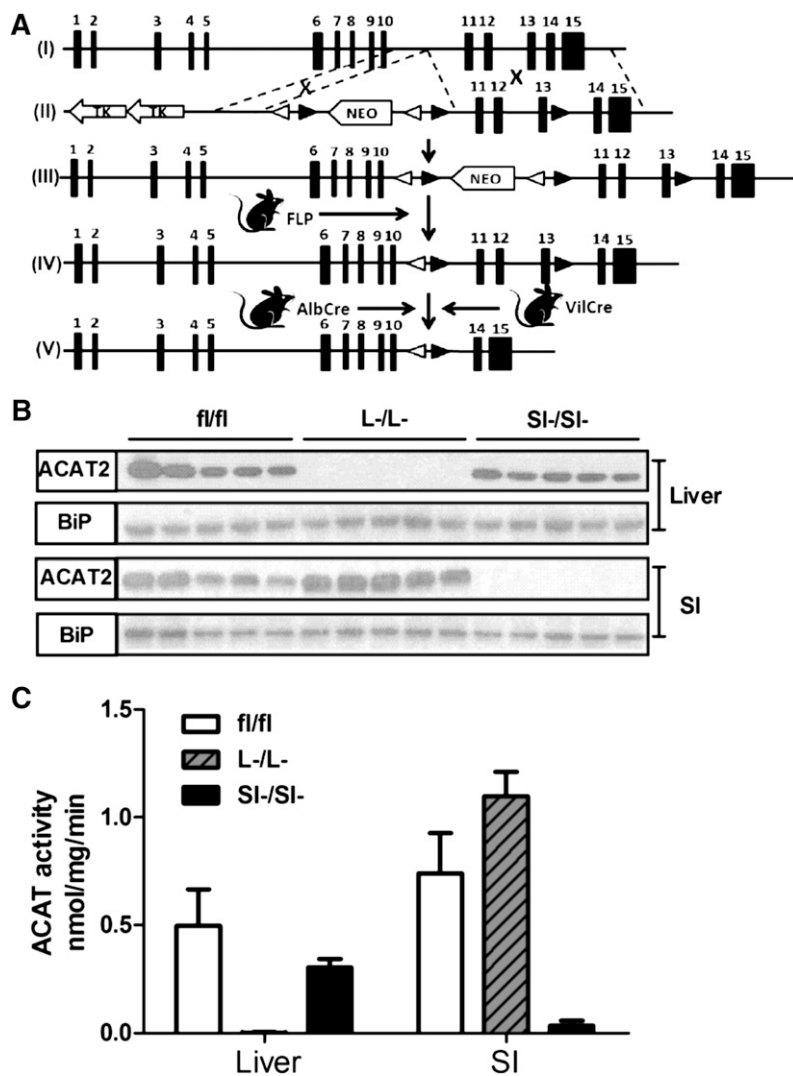 A
1 2 3 4 5 6 7 8 9 10 11 12 13 14 15
(I)
X X
11 12 13 14 15
(II) TK TK NEO
1 2 3 4 5 6 7 8 9 10 11 12 13 14 15
(III) NEO
FLP
1 2 3 4 5 6 7 8 9 10 11 12 13 14 15
(IV)
AlbCre VilCre
1 2 3 4 5 6 7 8 9 10 14 15
(V)
B
fl/fl L-/L- SI-/SI-
ACAT2
Liver
BiP
ACAT2
SI
BiP
C
1.5
fl/fl
L-/L-
SI-/SI-
1.0
ACAT activity
nmol/mg/min
0.5
0.0
Liver SI